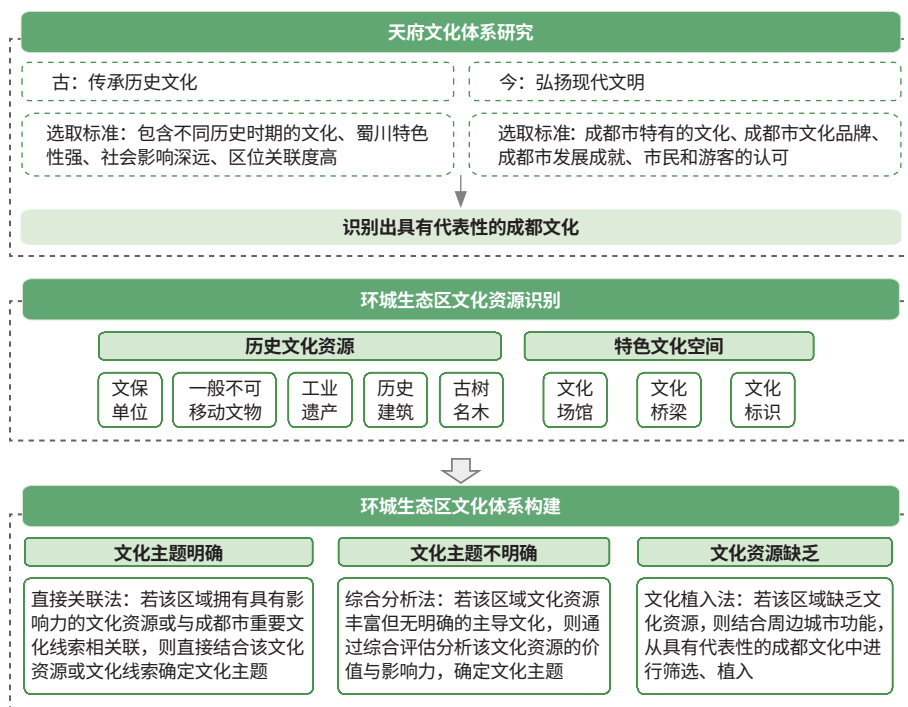 天府文化体系研究
古：传承历史文化
今：弘扬现代文明
选取标准：包含不同历史时期的文化、蜀川特色
性强、社会影响深远、区位关联度高
选取标准：成都市特有的文化、成都市文化品牌、
成都市发展成就、市民和游客的认可
识别出具有代表性的成都文化
环城生态区文化资源识别
历史文化资源
特色文化空间
文保
单位
一般不可
移动文物
工业
遗产
历史
建筑
古树
名木
文化
场馆
文化
桥梁
文化
标识
环城生态区文化体系构建
文化主题明确
文化主题不明确
文化资源缺乏
直接关联法：若该区域拥有具有影
响力的文化资源或与成都市重要文
化线索相关联，则直接结合该文化
资源或文化线索确定文化主题
综合分析法：若该区域文化资源
丰富但无明确的主导文化，则通
过综合评估分析该文化资源的价
值与影响力，确定文化主题
文化植入法：若该区域缺乏文
化资源，则结合周边城市功能，
从具有代表性的成都文化中进
行筛选、植入